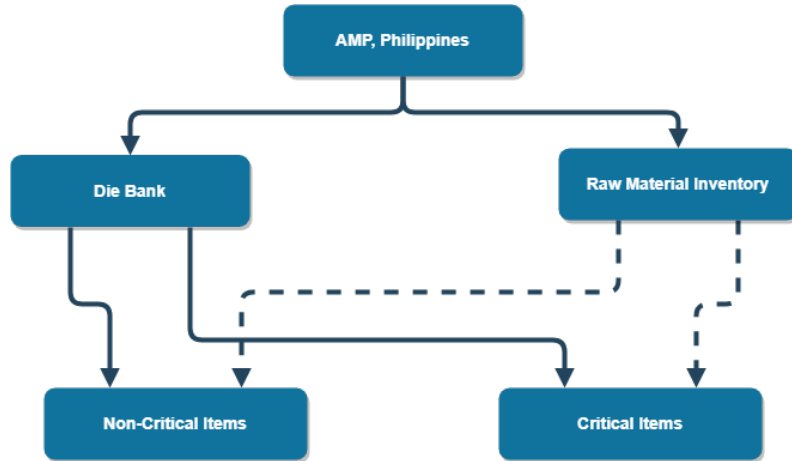 AMP, Philippines
Die Bank
Raw Material Inventory
Non-Critical Items
Critical Items